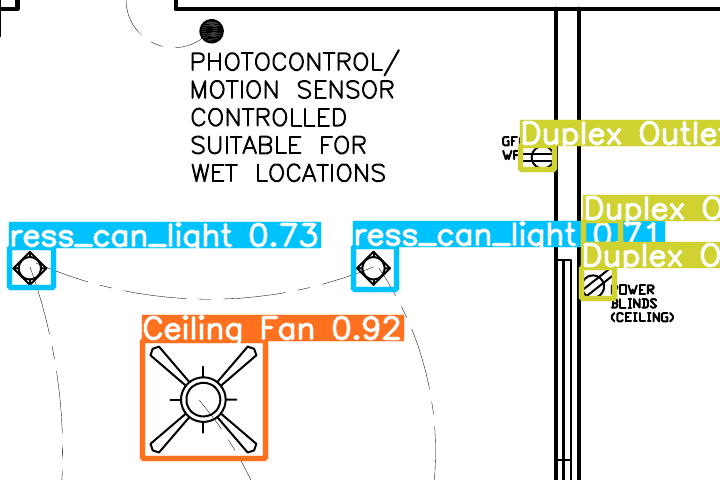 PHOTOCONTROL/
MOTION SENSOR
CONTROLLED
SUITABLE FOR
WET LOCATIONS
Duplex Outle
GF
WP
Duplex O
ress_can_light 0.73
ress_can_light 0.71
Duplex O
POWER
BLINDS
(CEILING)
Ceiling Fan 0.92